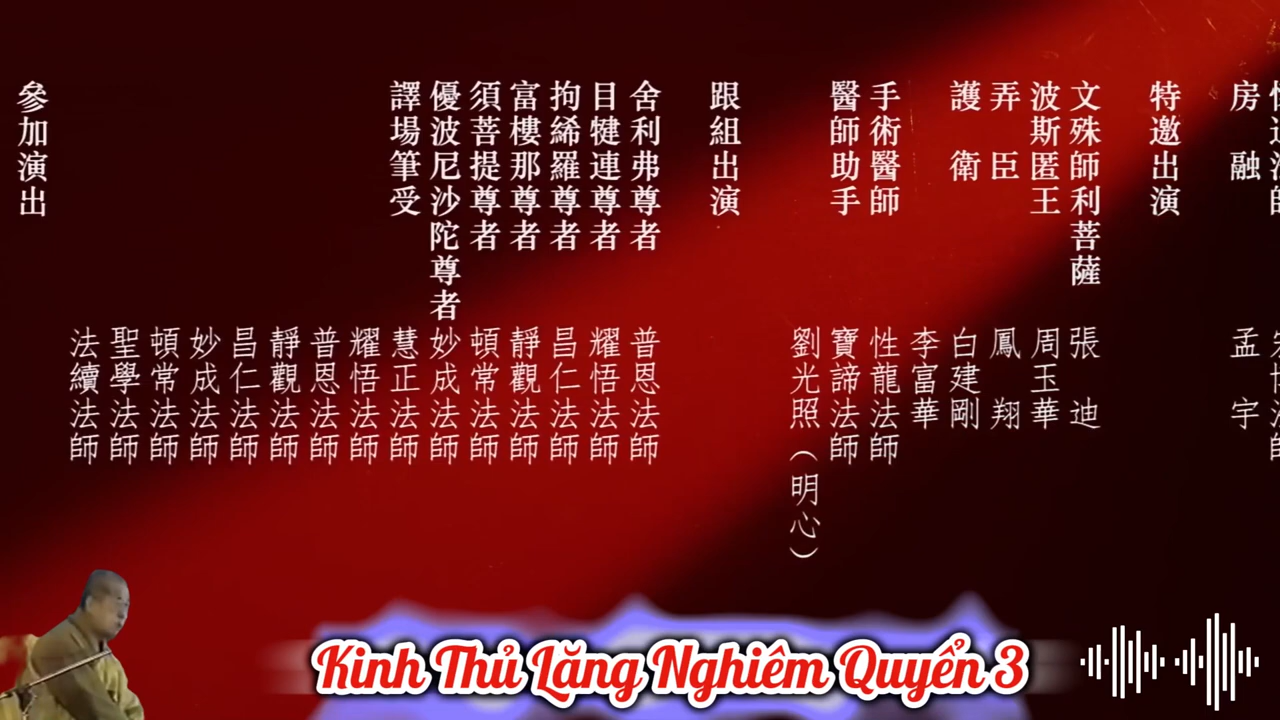 房融 孟宇
特邀出演
文殊師利菩薩 張迪
波斯匿王 周玉華
弄臣 鳳翔
護衛 白建剛
李富華
手術醫師 性龍法師
醫師助手 寶諦法師
劉光照（明心）
跟組出演
舍利弗尊者 普恩法師
目犍連尊者 耀悟法師
拘絺羅尊者 昌仁法師
富樓那尊者 靜觀法師
須菩提尊者 頓常法師
優波尼沙陀尊者 妙成法師
譯場筆受 慧正法師
耀悟法師
普恩法師
靜觀法師
昌仁法師
妙成法師
頓常法師
聖學法師
法續法師
參加演出
Kinh Thủ Lăng Nghiêm Quyển 3